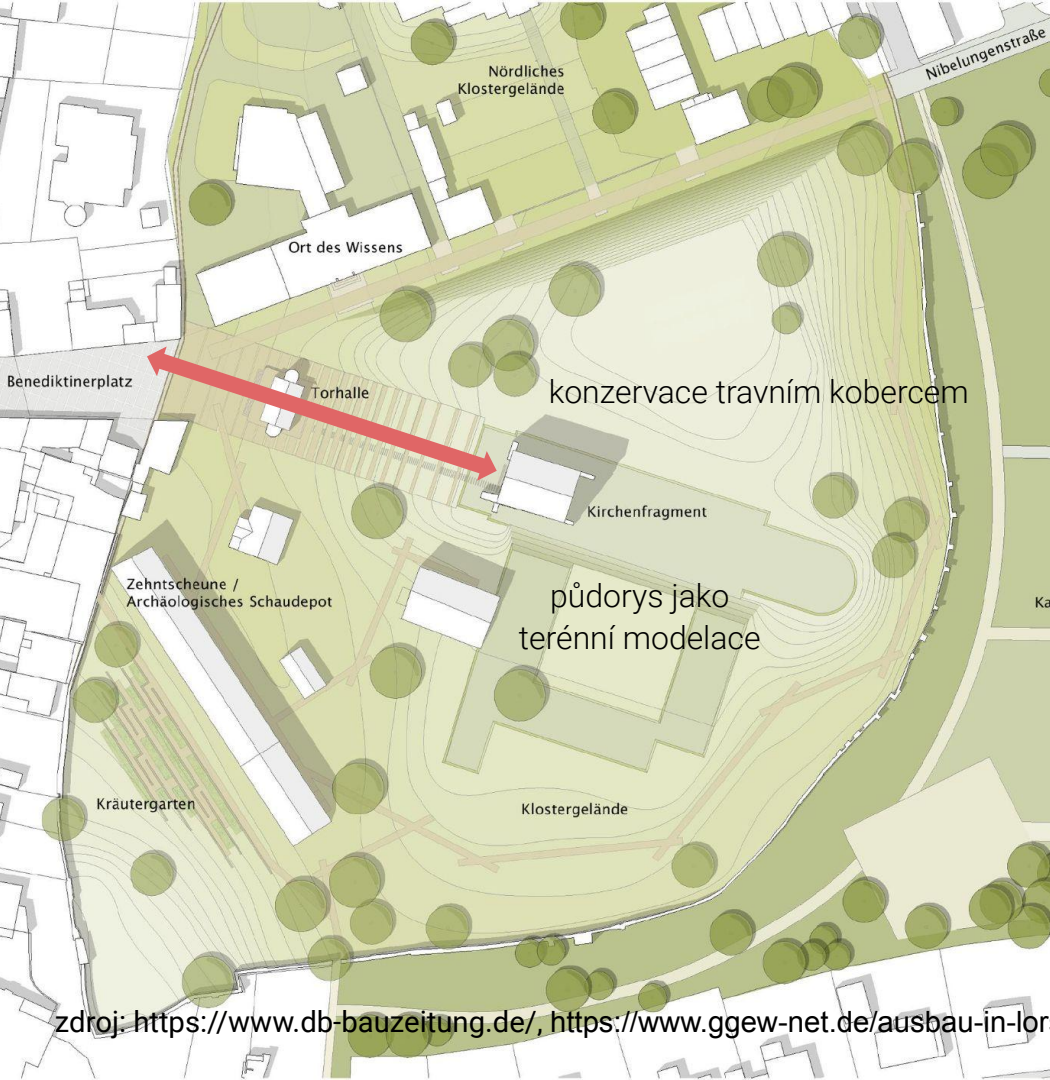 Nibelungenstraße
Nördliches
Klostergelände
Ort des Wissens
Benediktinerplatz
Torhalle
konzervace travním kobercem
Kirchenfragment
Zehntscheune /
Archäologisches Schaudepot
půdorys jako
terénní modelace
Ka
Kräutergarten
Klostergelände
zdroj: https://www.db-bauzeitung.de/, https://www.ggew-net.de/ausbau-in-lor